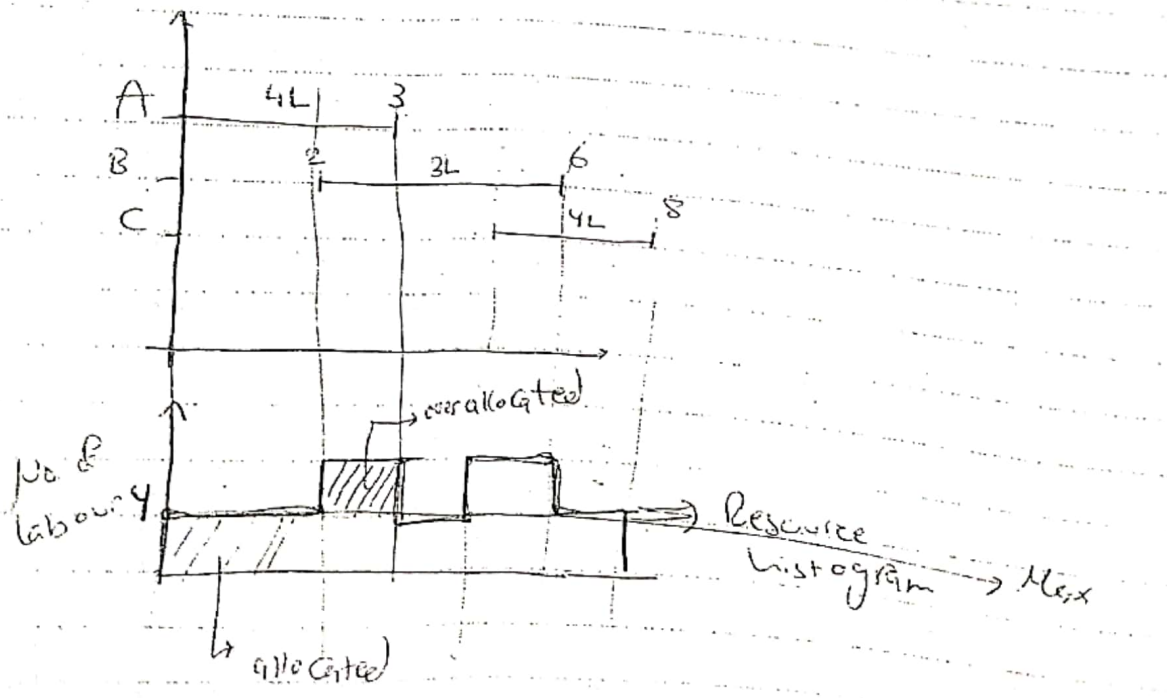 A 4L 3
B 2 3L 6
C 4L 8
overallocated
No. of
labour 4
Resource
histogram
Max
allocated